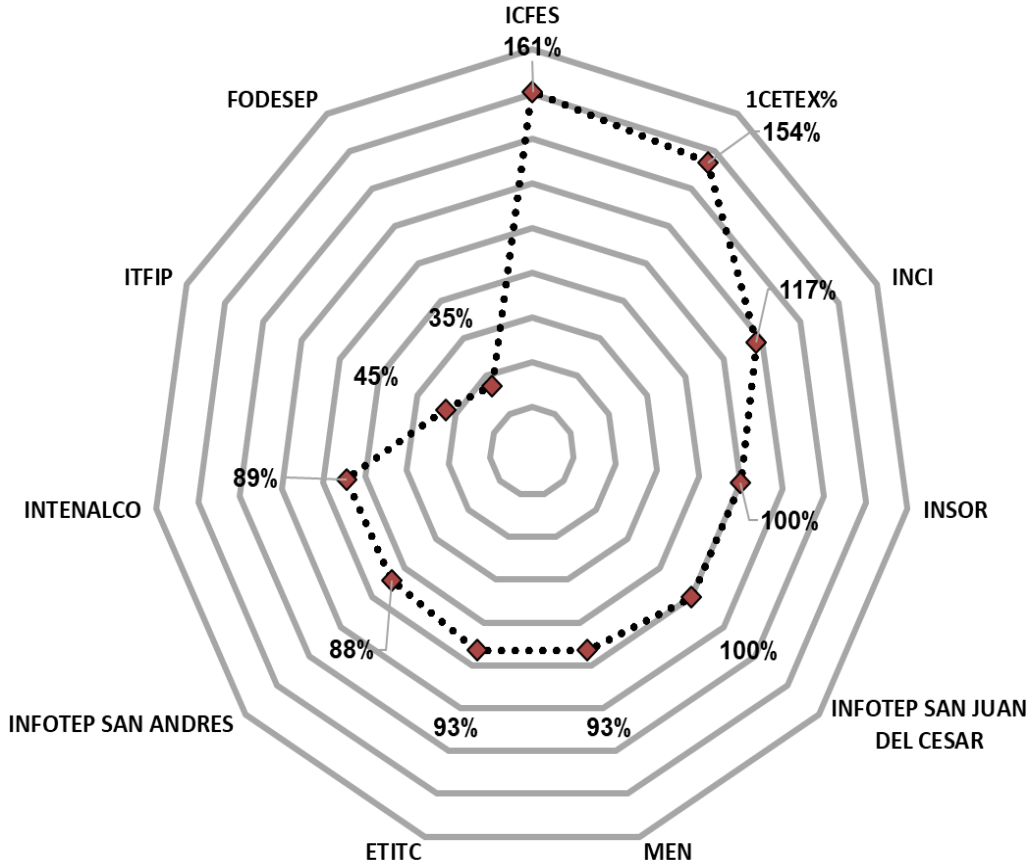 ICFES
161%
FODESEP
1CETEX%
154%
ITFIP
INCI
117%
35%
45%
89%
INTENALCO
INSOR
100%
88%
100%
INFOTEP SAN ANDRES
INFOTEP SAN JUAN
DEL CESAR
93%
93%
ETITC
MEN